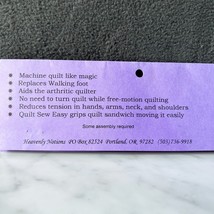 • Machine quilt like magic
• Replaces Walking foot
• Aids the arthritic quilter
• No need to turn quilt while free-motion quilting
• Reduces tension in hands, arms, neck, and shoulders
• Quilt Sew Easy grips quilt sandwich moving it easily
Some assembly required
Heavenly Notions PO Box 82524 Portland, OR. 97282 (503)736-9918